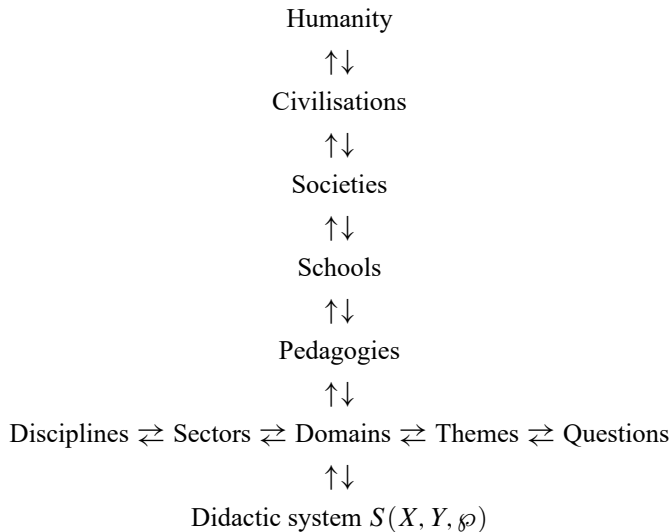 Humanity
↑↓
Civilisations
↑↓
Societies
↑↓
Schools
↑↓
Pedagogies
↑↓
Disciplines ⇄ Sectors ⇄ Domains ⇄ Themes ⇄ Questions
↑↓
Didactic system S(X, Y, ℘)